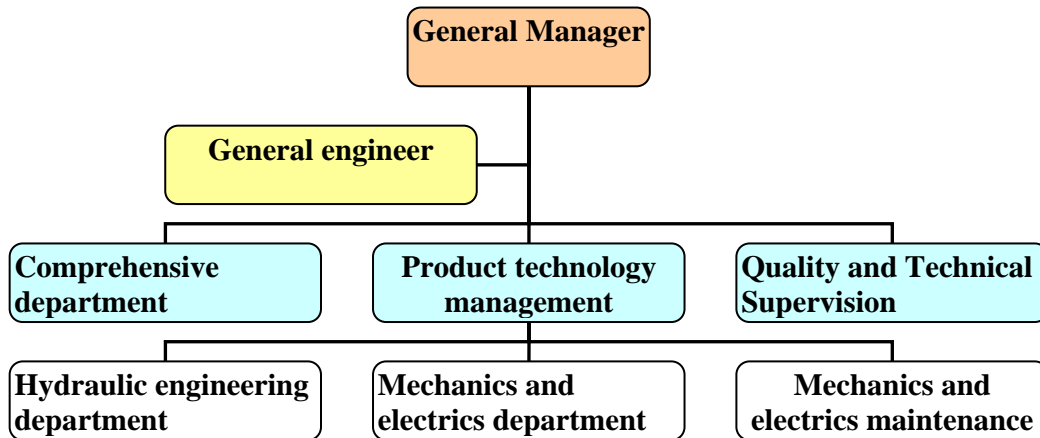 General Manager
General engineer
Comprehensive
department
Product technology
management
Quality and Technical
Supervision
Hydraulic engineering
department
Mechanics and
electrics department
Mechanics and
electrics maintenance